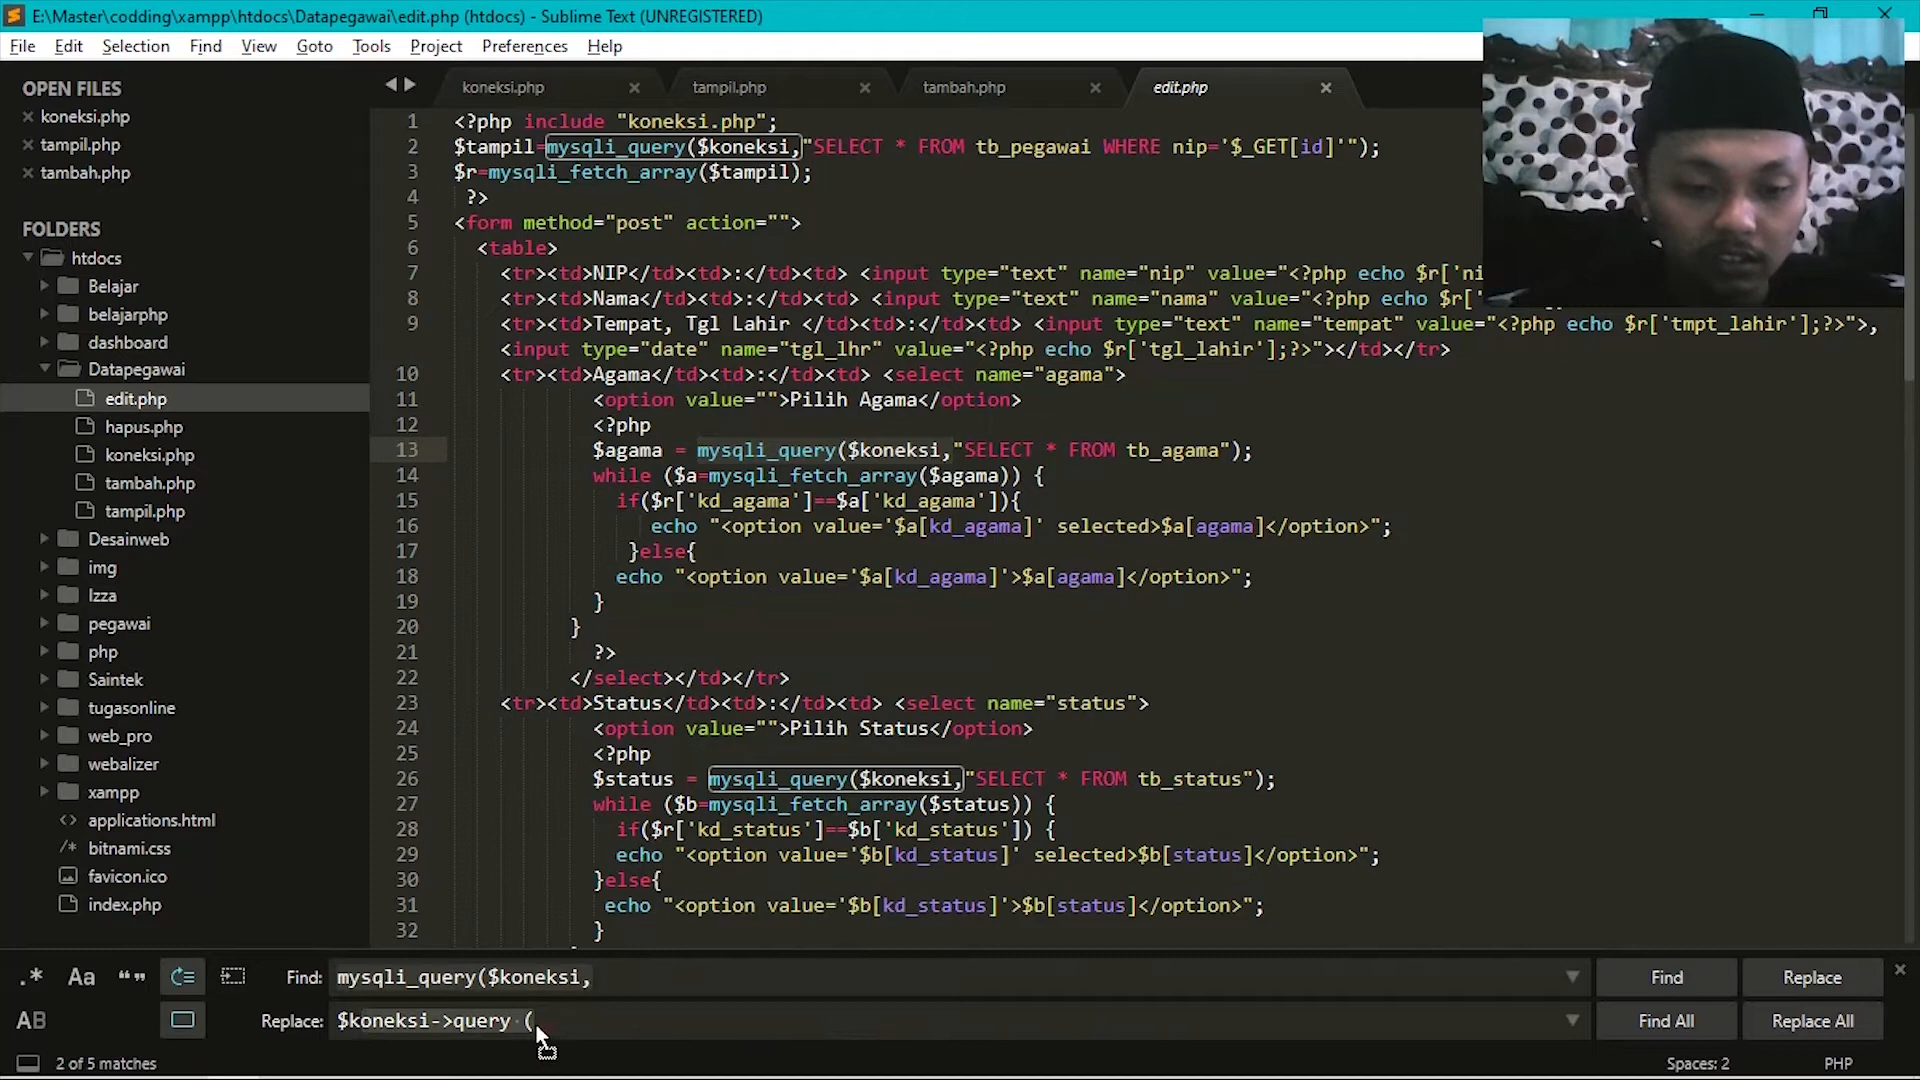 E:\Master\codding\xampp\htdocs\Datapegawai\edit.php (htdocs) - Sublime Text (UNREGISTERED)
File Edit Selection Find View Goto Tools Project Preferences Help
OPEN FILES
koneksi.php
tampil.php
tambah.php
FOLDERS
htdocs
Belajar
belajarphp
dashboard
Datapegawai
edit.php
hapus.php
koneksi.php
tambah.php
tampil.php
Desainweb
img
Izza
pegawai
php
Saintek
tugasonline
web_pro
webalizer
xampp
applications.html
bitnami.css
favicon.ico
index.php
koneksi.php tampil.php tambah.php edit.php
1 <?php include "koneksi.php";
2 $tampil=mysqli_query($koneksi,"SELECT * FROM tb_pegawai WHERE nip='$_GET[id]'");
3 $r=mysqli_fetch_array($tampil);
4 ?>
5 <form method="post" action="">
6 <table>
7 <tr><td>NIP</td><td>:</td><td> <input type="text" name="nip" value="<?php echo $r['ni
8 <tr><td>Nama</td><td>:</td><td> <input type="text" name="nama" value="<?php echo $r['
9 <tr><td>Tempat, Tgl Lahir </td><td>:</td><td> <input type="text" name="tempat" value="<?php echo $r['tmpt_lahir'];?>">,
<input type="date" name="tgl_lhr" value="<?php echo $r['tgl_lahir'];?>"></td></tr>
10 <tr><td>Agama</td><td>:</td><td> <select name="agama">
11 <option value="">Pilih Agama</option>
12 <?php
13 $agama = mysqli_query($koneksi,"SELECT * FROM tb_agama");
14 while ($a=mysqli_fetch_array($agama)) {
15 if($r['kd_agama']==$a['kd_agama']){
16 echo "<option value='$a[kd_agama]' selected>$a[agama]</option>";
17 }else{
18 echo "<option value='$a[kd_agama]'>$a[agama]</option>";
19 }
20 }
21 ?>
22 </select></td></tr>
23 <tr><td>Status</td><td>:</td><td> <select name="status">
24 <option value="">Pilih Status</option>
25 <?php
26 $status = mysqli_query($koneksi,"SELECT * FROM tb_status");
27 while ($b=mysqli_fetch_array($status)) {
28 if($r['kd_status']==$b['kd_status']) {
29 echo "<option value='$b[kd_status]' selected>$b[status]</option>";
30 }else{
31 echo "<option value='$b[kd_status]'>$b[status]</option>";
32 }
.* Aa “” Find: mysqli_query($koneksi, Find Replace
AB Replace: $koneksi->query (  Find All Replace All
2 of 5 matches Spaces: 2 PHP